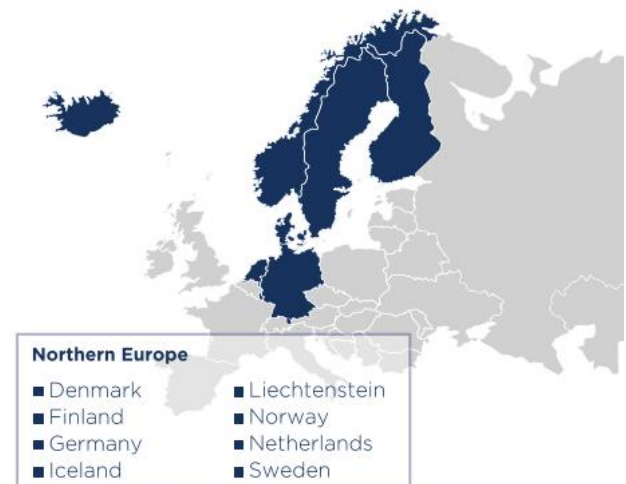 Northern Europe
Denmark
Finland
Germany
Iceland
Liechtenstein
Norway
Netherlands
Sweden